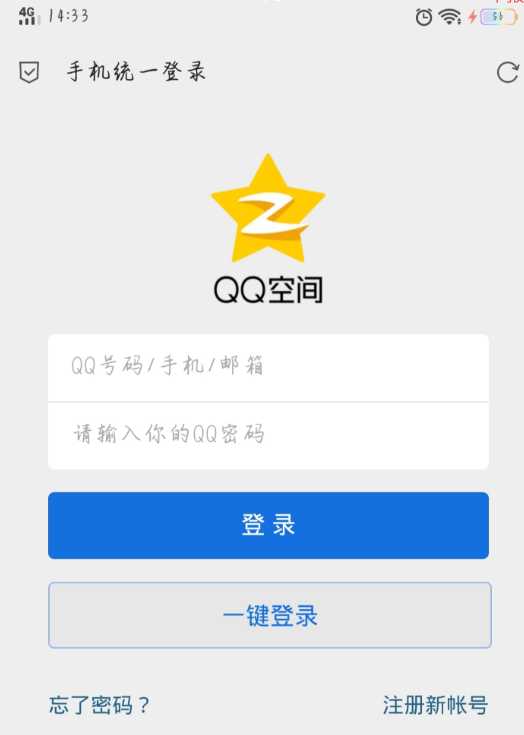 4G 14:33 56
手机统一登录
QQ空间
QQ号码/手机/邮箱
请输入你的QQ密码
登录
一键登录
忘了密码？ 注册新帐号